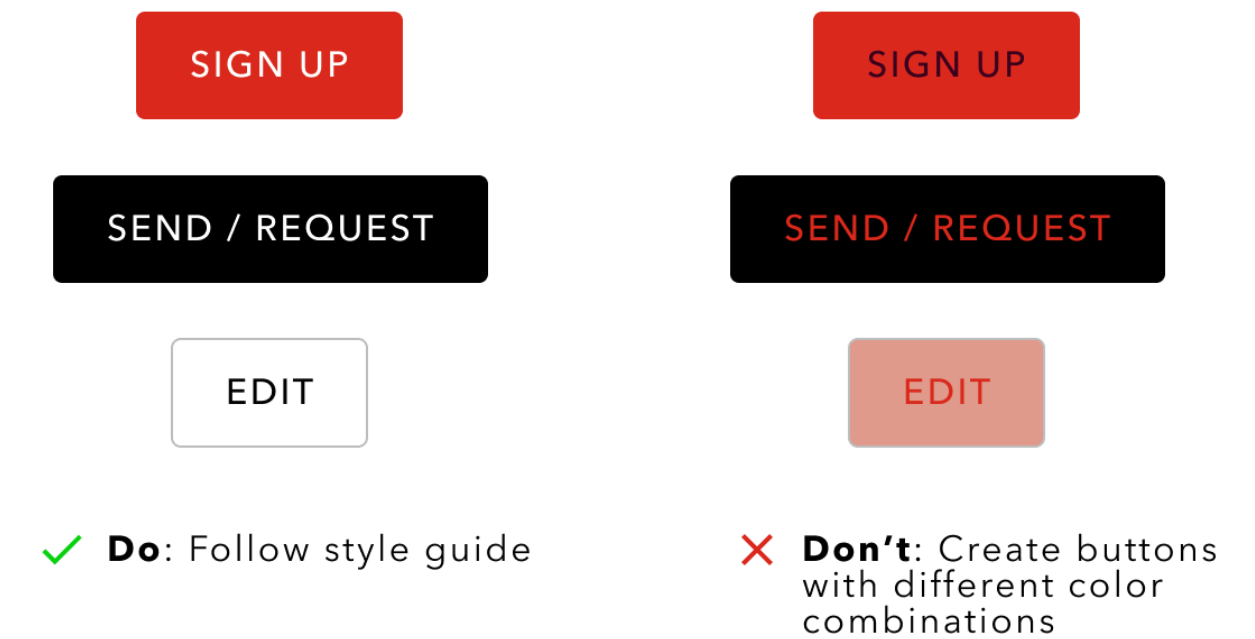 SIGN UP
SEND / REQUEST
EDIT
Do: Follow style guide
SIGN UP
SEND / REQUEST
EDIT
Don’t: Create buttons
with different color
combinations